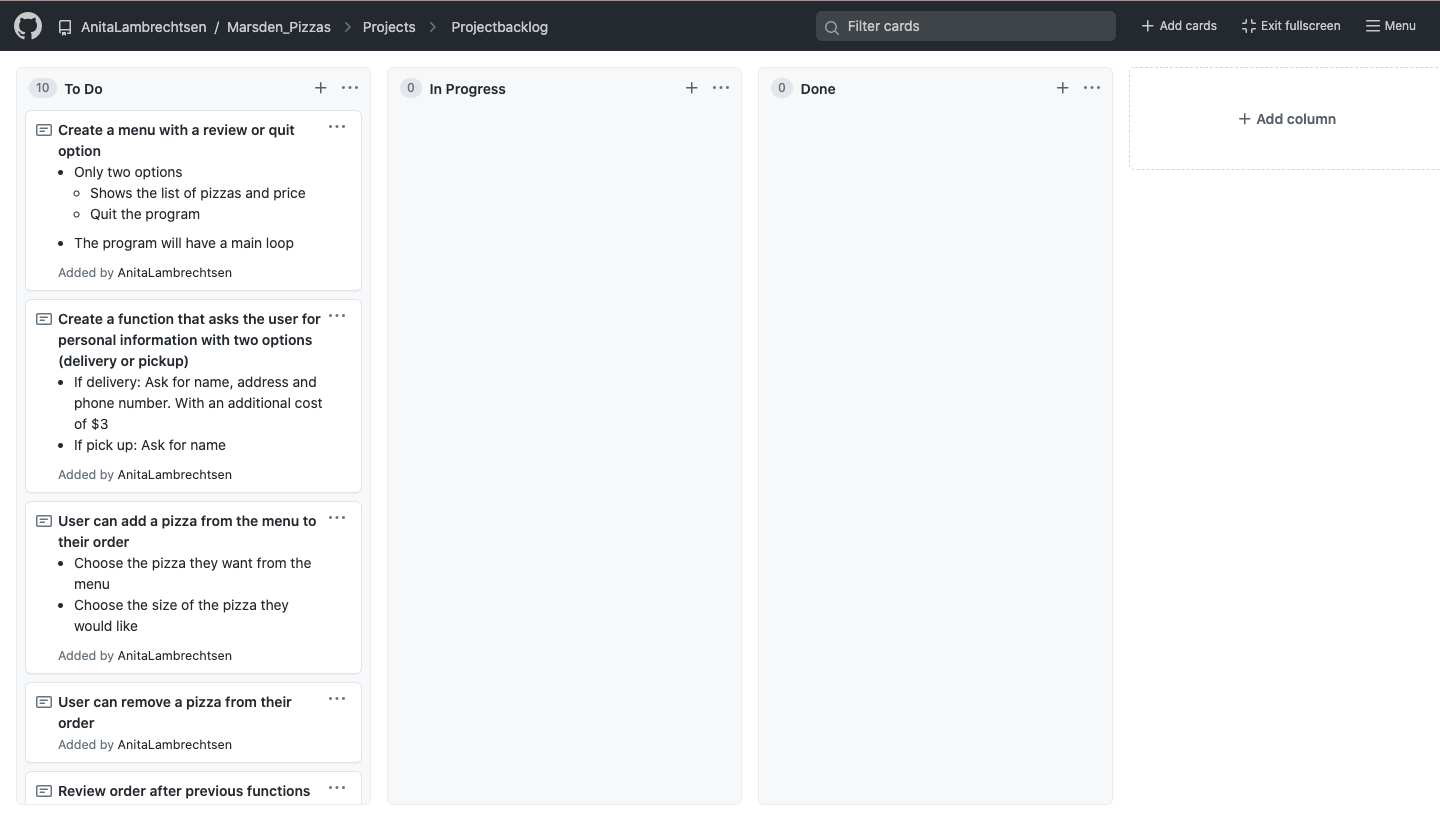 AnitaLambrechtsen / Marsden_Pizzas Projects Projectbacklog
Filter cards
Add cards
Exit fullscreen
Menu
10 To Do
Create a menu with a review or quit
option
Only two options
Shows the list of pizzas and price
Quit the program
The program will have a main loop
Added by AnitaLambrechtsen
Create a function that asks the user for
personal information with two options
(delivery or pickup)
If delivery: Ask for name, address and
phone number. With an additional cost
of $3
If pick up: Ask for name
Added by AnitaLambrechtsen
User can add a pizza from the menu to
their order
Choose the pizza they want from the
menu
Choose the size of the pizza they
would like
Added by AnitaLambrechtsen
User can remove a pizza from their
order
Added by AnitaLambrechtsen
Review order after previous functions
0 In Progress
0 Done
Add column